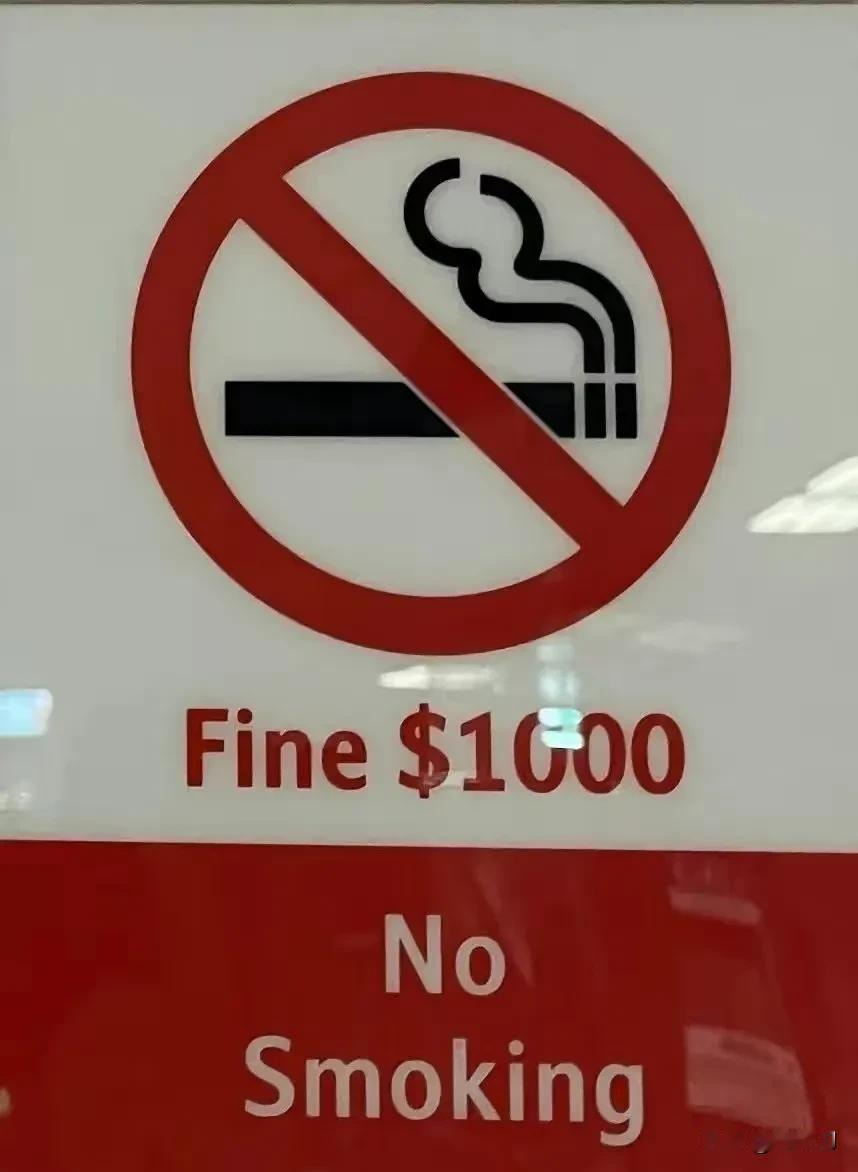 Fine $1000
No
Smoking